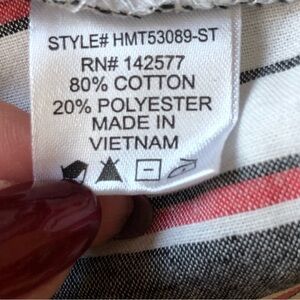 STYLE# HMT53089-ST
RN# 142577
80% COTTON
20% POLYESTER
MADE IN
VIETNAM